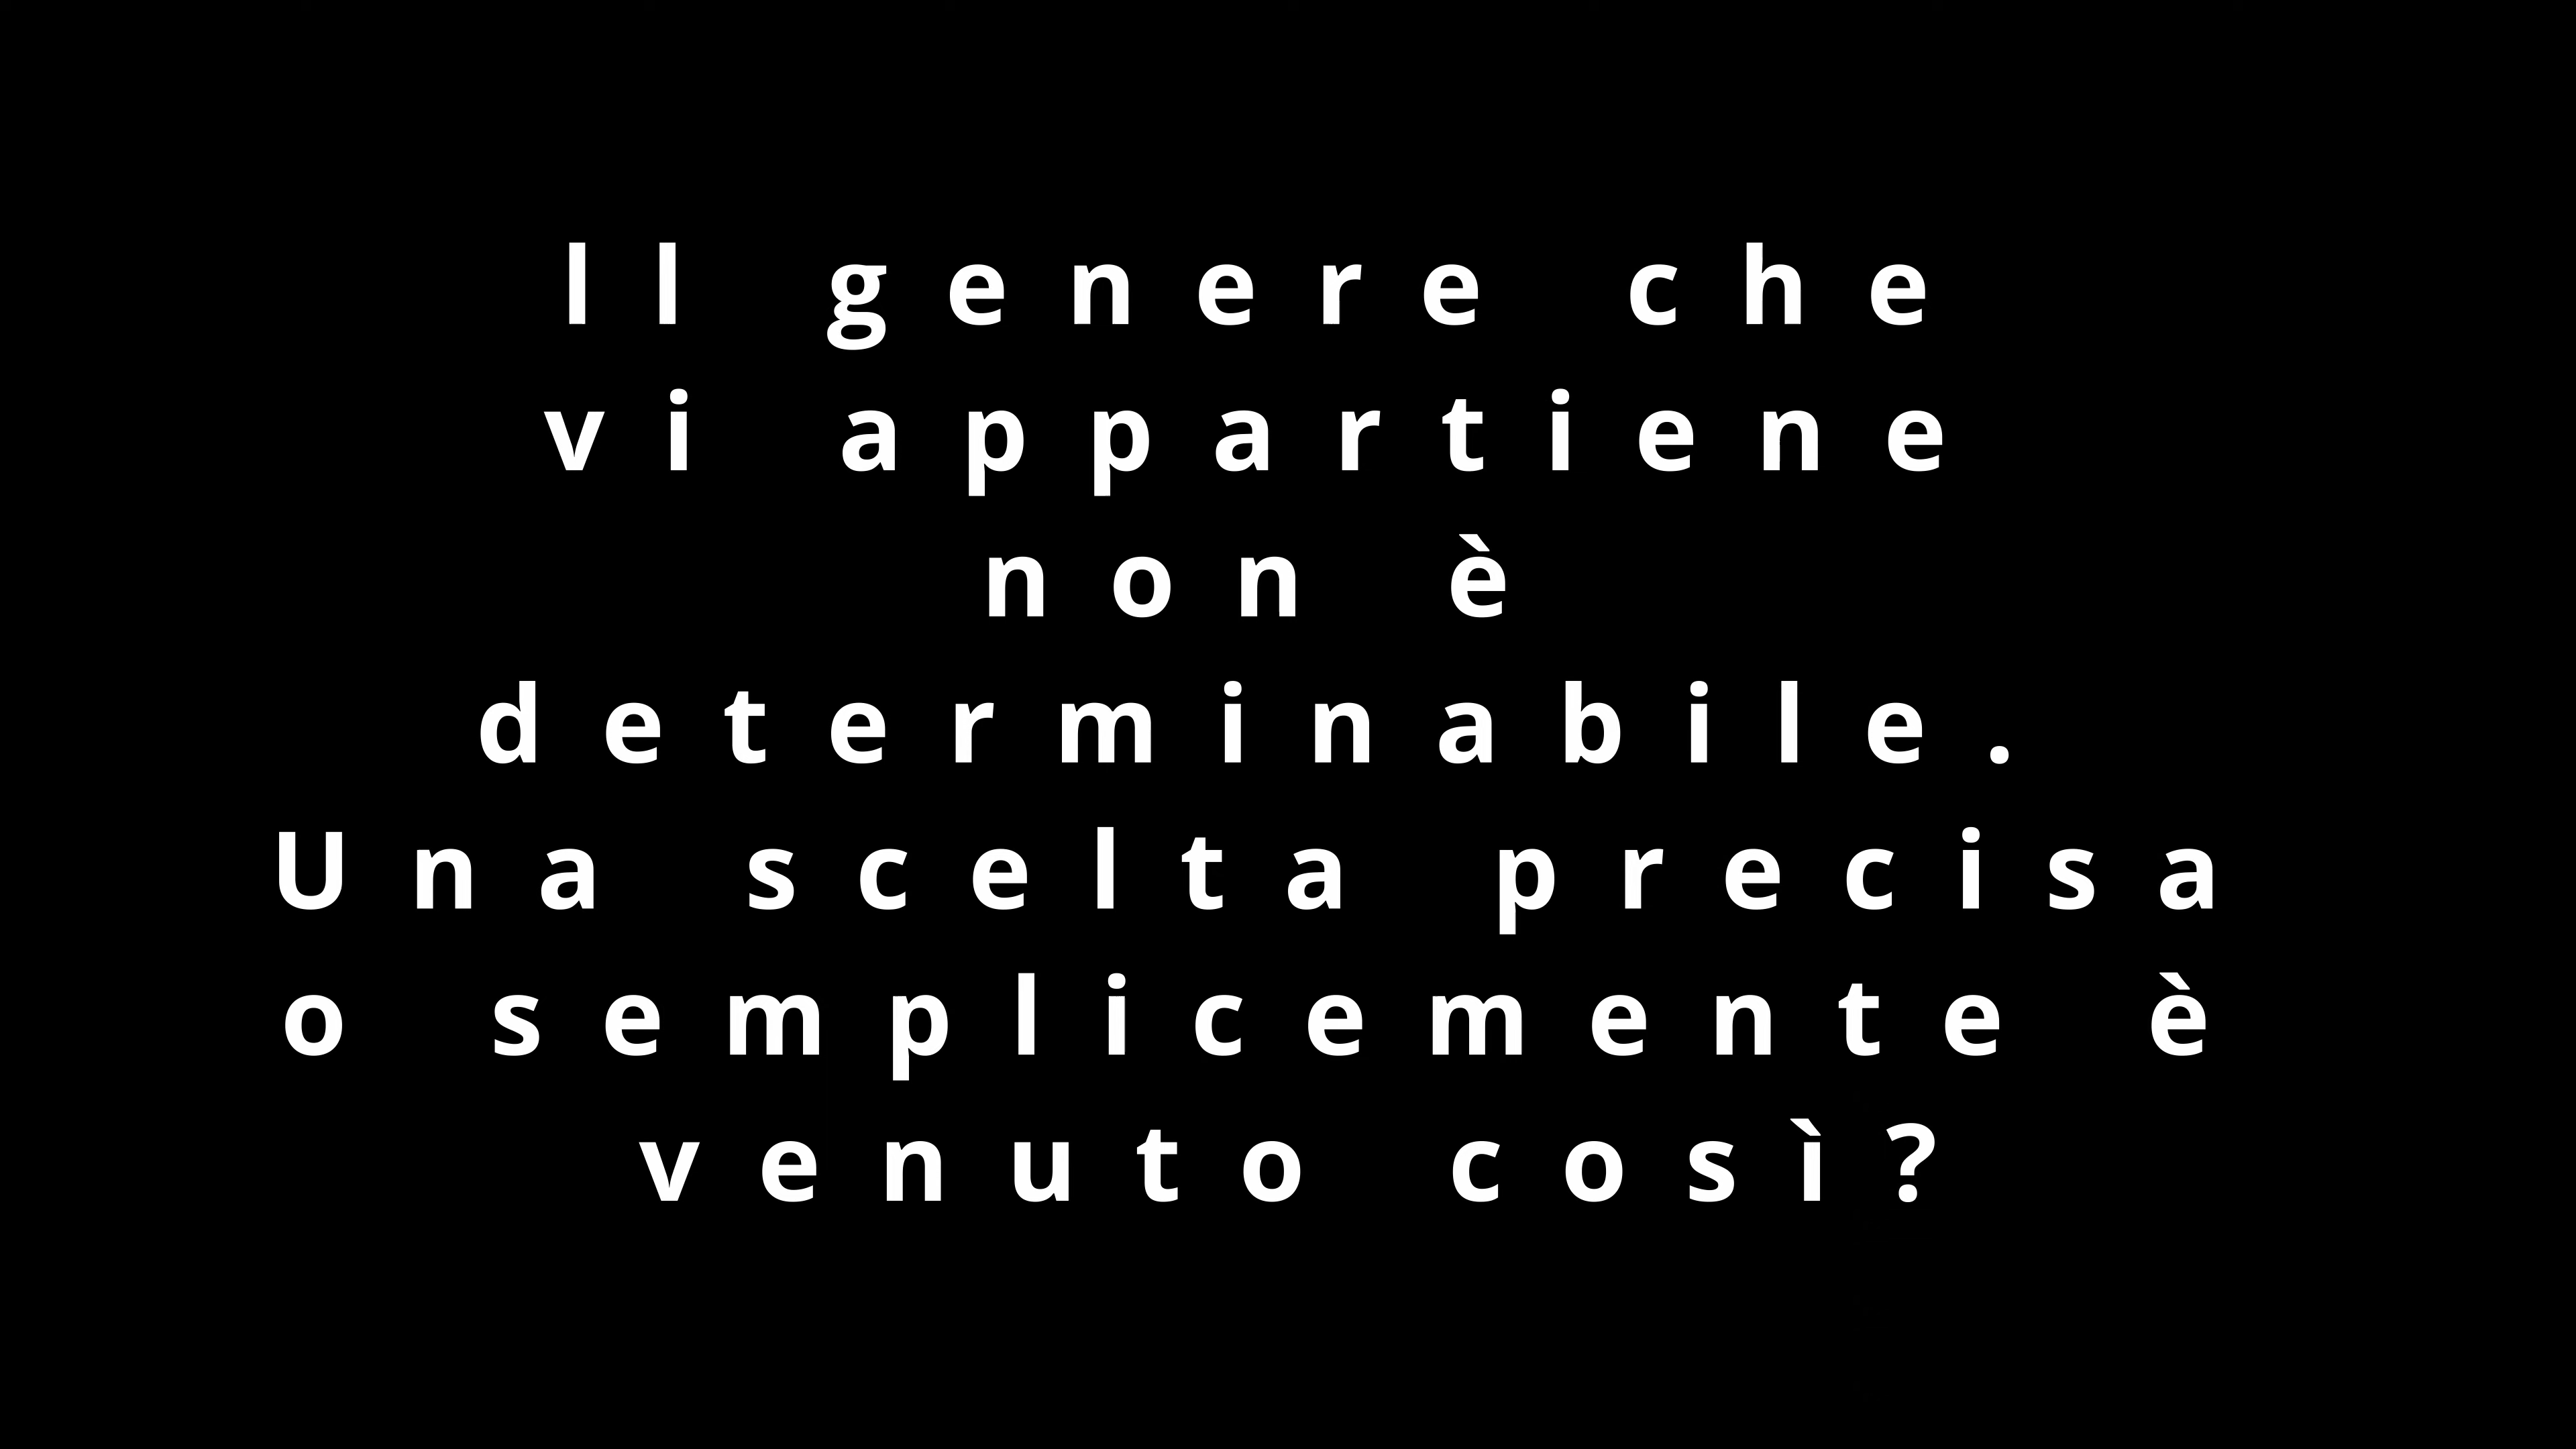 Il genere che
vi appartiene
non è
determinabile.
Una scelta precisa
o semplicemente è
venuto così?